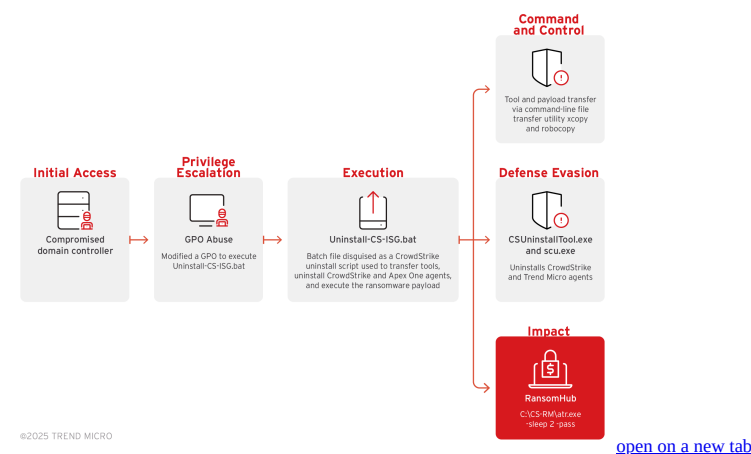 Command
and Control
Tool and payload transfer
via command-line file
transfer utility xcopy
and robocopy
Initial Access
Compromised
domain controller
Privilege
Escalation
GPO Abuse
Modified a GPO to execute
Uninstall-CS-ISG.bat
Execution
Uninstall-CS-ISG.bat
Batch file disguised as a CrowdStrike
uninstall script used to transfer tools,
uninstall CrowdStrike and Apex One agents,
and execute the ransomware payload
Defense Evasion
CSUninstallTool.exe
and scu.exe
Uninstalls CrowdStrike
and Trend Micro agents
Impact
$
RansomHub
C:\CS-RM\atr.exe
-sleep 2 -pass
©2025 TREND MICRO
open on a new tab